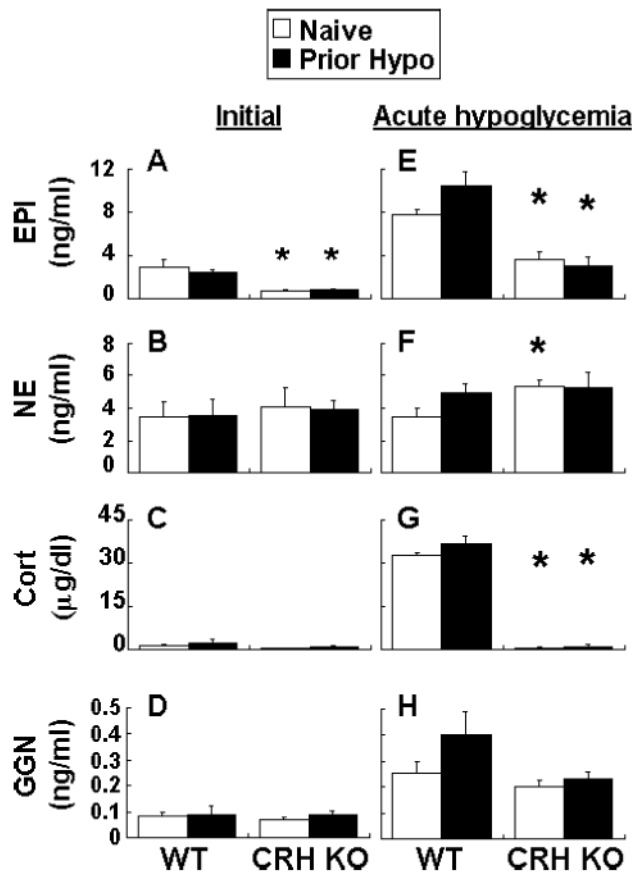 Naive
Prior Hypo
Initial
Acute hypoglycemia
A
E
EPI
(ng/ml)
12
8
4
0
* *
* *
B
F
NE
(ng/ml)
8
6
4
2
0
*
C
G
Cort
(μg/dl)
45
30
15
0
* *
D
H
GGN
(ng/ml)
0.5
0.4
0.3
0.2
0.1
0
WT
CRH KO
WT
CRH KO